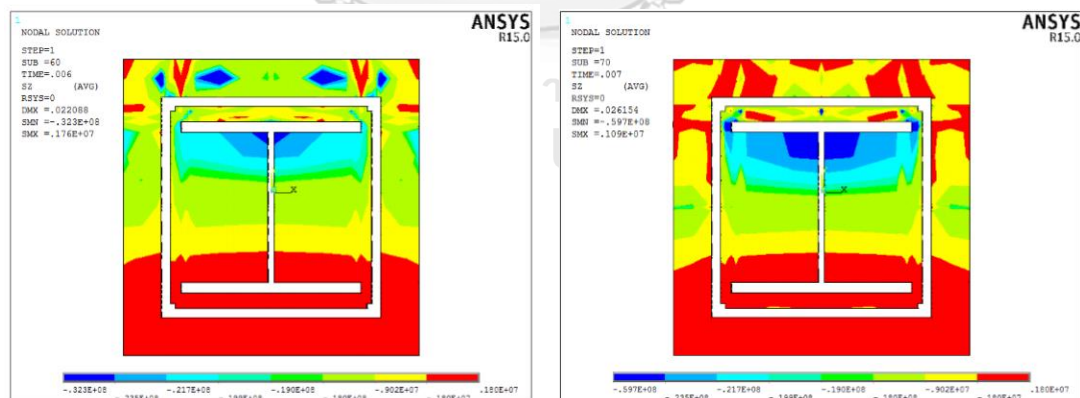 1
ANSYS
R15.0
NODAL SOLUTION
STEP=1
SUB =60
TIME=.006
SZ (AVG)
RSYS=0
DMX =.022088
SMN =-.323E+08
SMX =.176E+07
X
-.323E+08 -.217E+08 -.190E+08 -.902E+07 .180E+07
1
ANSYS
R15.0
NODAL SOLUTION
STEP=1
SUB =70
TIME=.007
SZ (AVG)
RSYS=0
DMX =.026154
SMN =-.597E+08
SMX =.109E+07
X
-.597E+08 -.217E+08 -.190E+08 -.902E+07 .180E+07